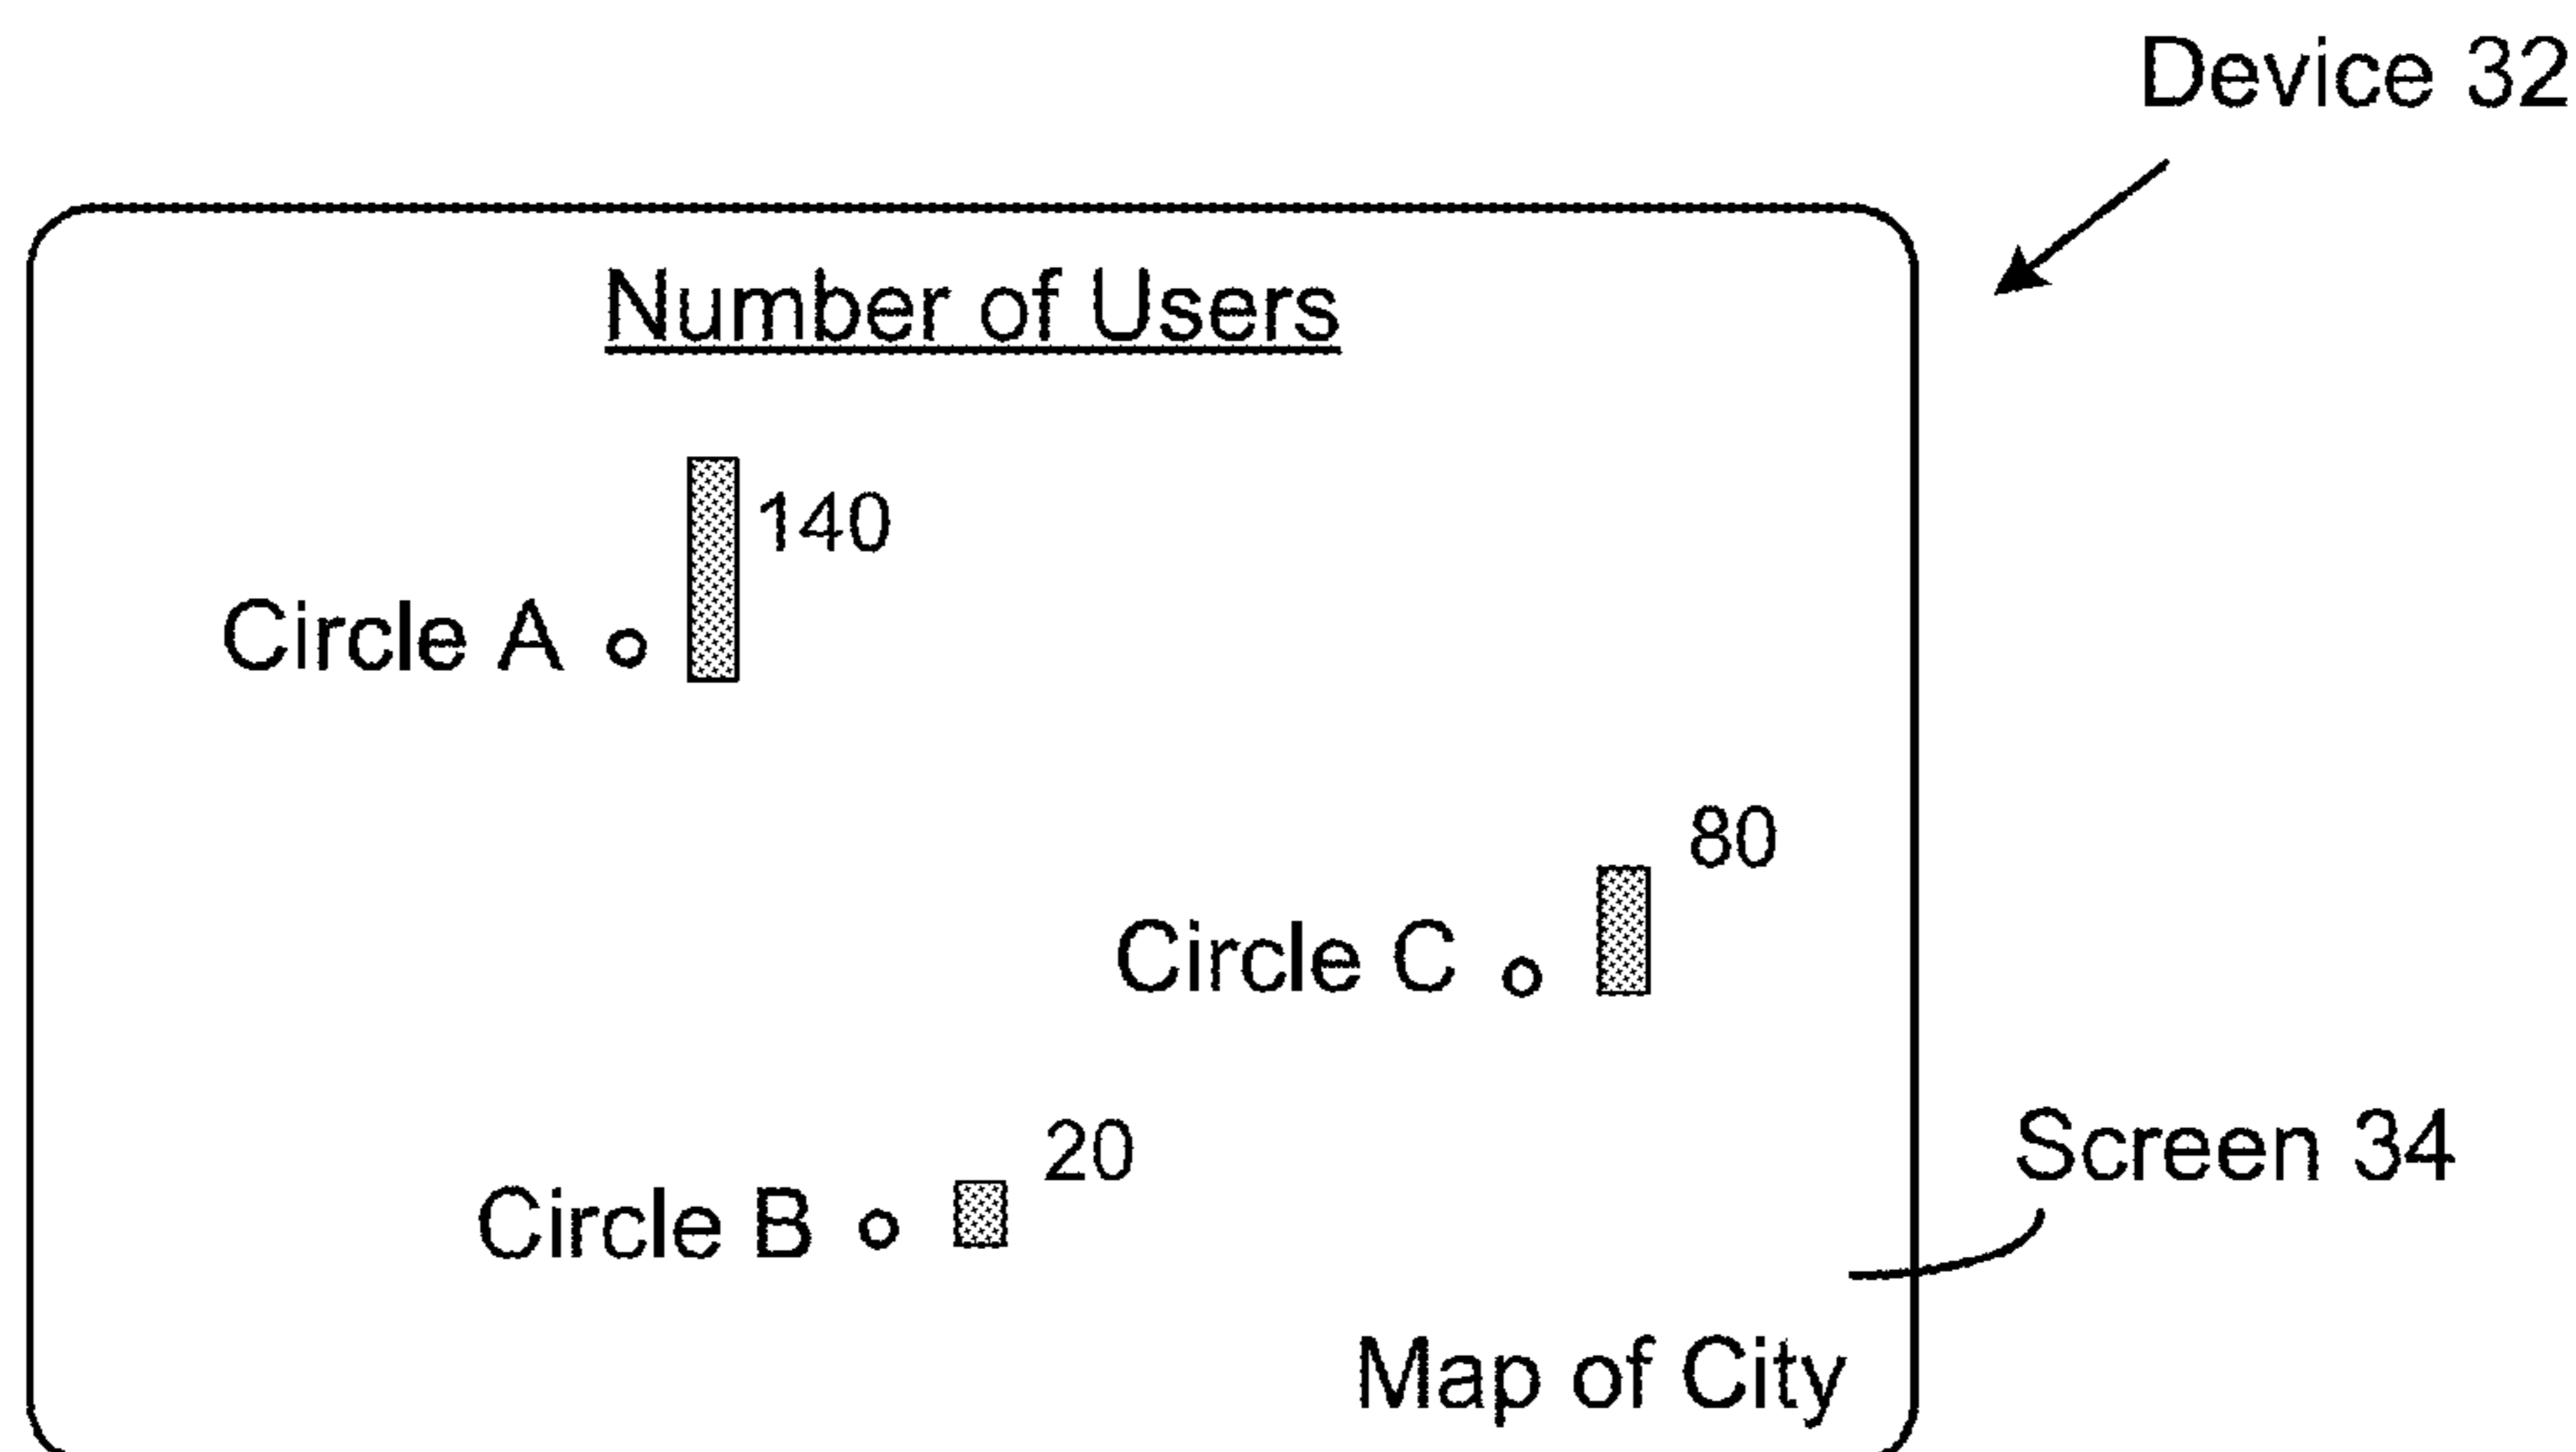 Device 32
Number of Users
140
Circle A
80
Circle C
20
Screen 34
Circle B
Map of City